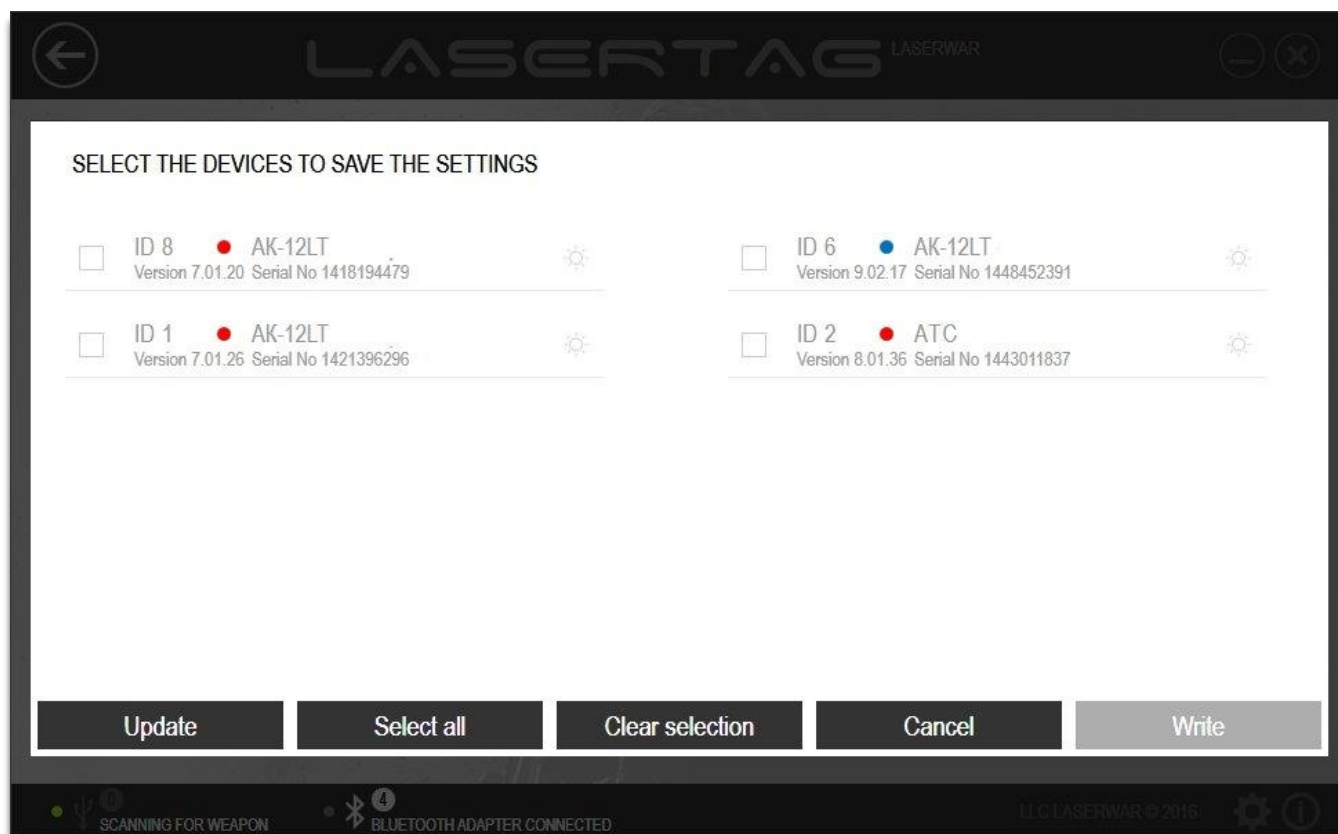 LASERTAG LASERWAR
SELECT THE DEVICES TO SAVE THE SETTINGS
ID 8 AK-12LT
Version 7.01.20 Serial No 1418194479
ID 6 AK-12LT
Version 9.02.17 Serial No 1448452391
ID 1 AK-12LT
Version 7.01.26 Serial No 1421396296
ID 2 ATC
Version 8.01.36 Serial No 1443011837
Update Select all Clear selection Cancel Write
0
SCANNING FOR WEAPON
4
BLUETOOTH ADAPTER CONNECTED
LLC LASERWAR © 2016